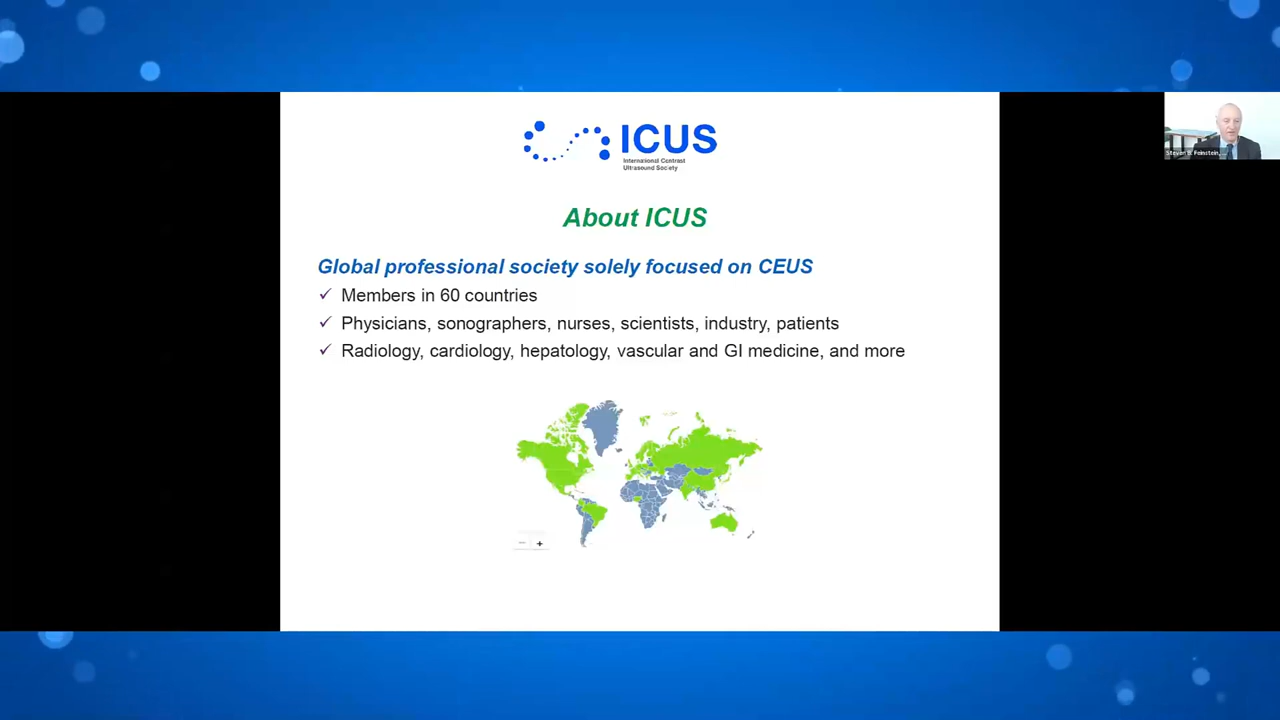 ICUS
International Contrast
Ultrasound Society
About ICUS
Global professional society solely focused on CEUS
✓ Members in 60 countries
✓ Physicians, sonographers, nurses, scientists, industry, patients
✓ Radiology, cardiology, hepatology, vascular and GI medicine, and more
Feinstein,